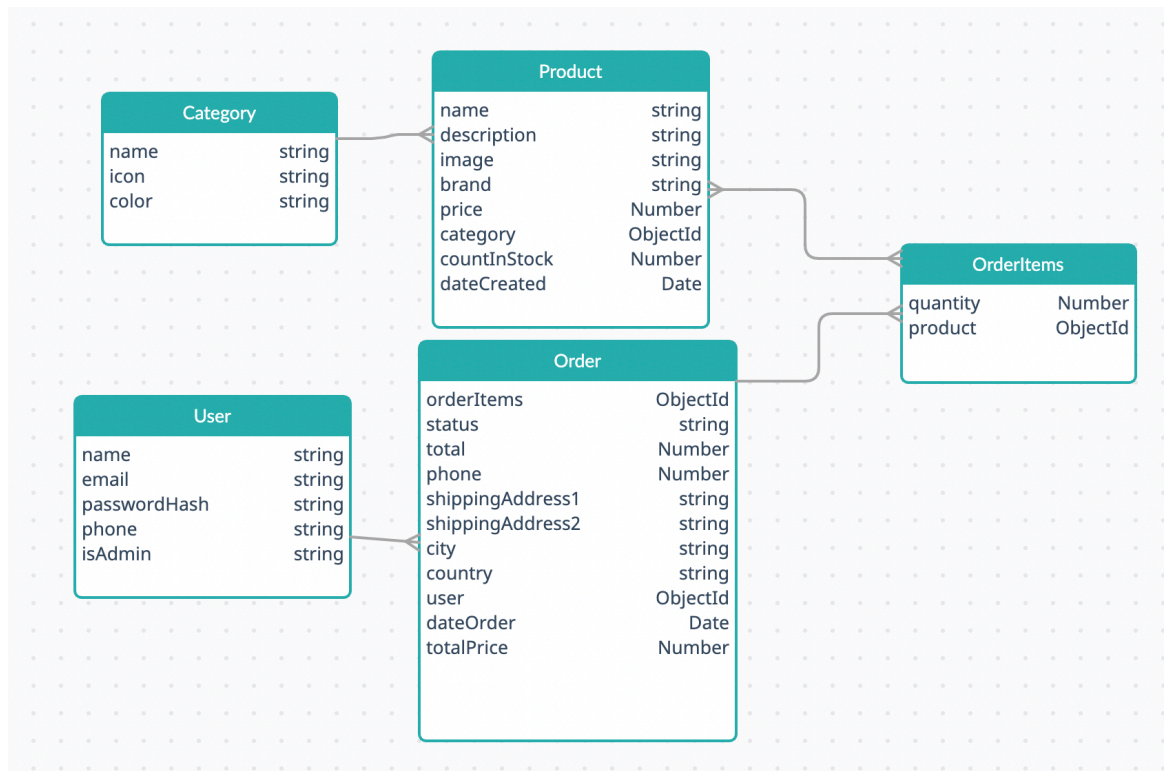 Category
name string
icon string
color string
Product
name string
description string
image string
brand string
price Number
category ObjectId
countInStock Number
dateCreated Date
OrderItems
quantity Number
product ObjectId
User
name string
email string
passwordHash string
phone string
isAdmin string
Order
orderItems ObjectId
status string
total Number
phone Number
shippingAddress1 string
shippingAddress2 string
city string
country string
user ObjectId
dateOrder Date
totalPrice Number